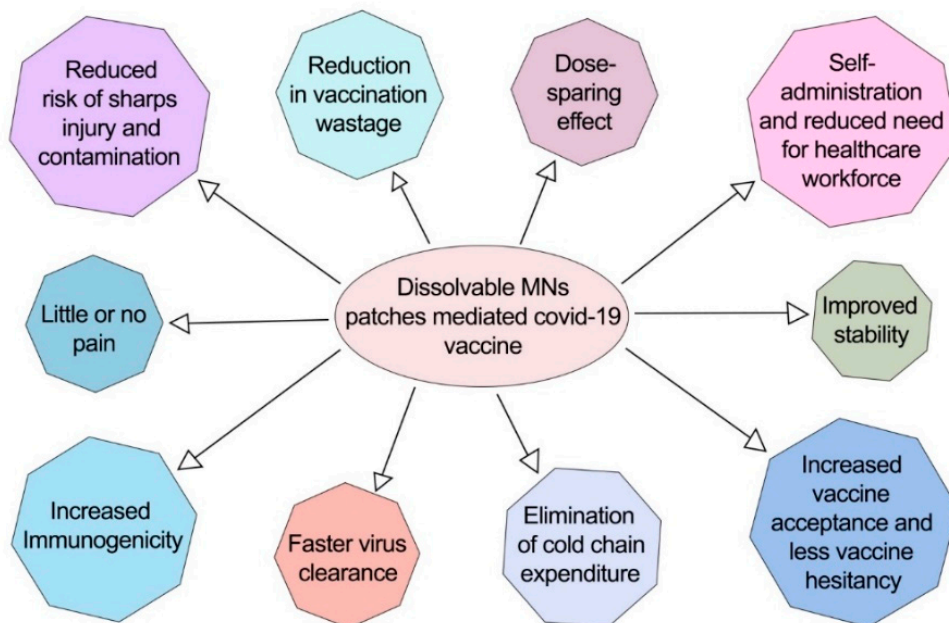 Reduced
risk of sharps
injury and
contamination
Reduction
in vaccination
wastage
Dose-
sparing
effect
Self-
administration
and reduced need
for healthcare
workforce
Little or no
pain
Dissolvable MNs
patches mediated covid-19
vaccine
Improved
stability
Increased
Immunogenicity
Faster virus
clearance
Elimination
of cold chain
expenditure
Increased
vaccine
acceptance and
less vaccine
hesitancy